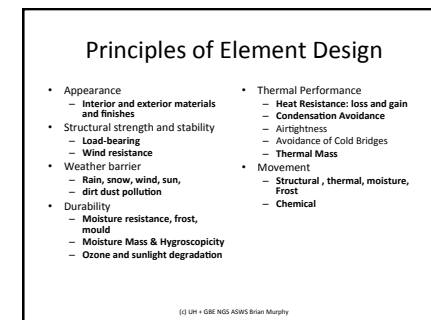 Principles of Element Design
• Appearance
– Interior and exterior materials
and finishes
• Structural strength and stability
– Load-bearing
– Wind resistance
• Weather barrier
– Rain, snow, wind, sun,
– dirt dust pollution
• Durability
– Moisture resistance, frost,
mould
– Moisture Mass & Hygroscopicity
– Ozone and sunlight degradation
• Thermal Performance
– Heat Resistance: loss and gain
– Condensation Avoidance
– Airtightness
– Avoidance of Cold Bridges
– Thermal Mass
• Movement
– Structural , thermal, moisture,
Frost
– Chemical
(c) UH + GBE NGS ASWS Brian Murphy